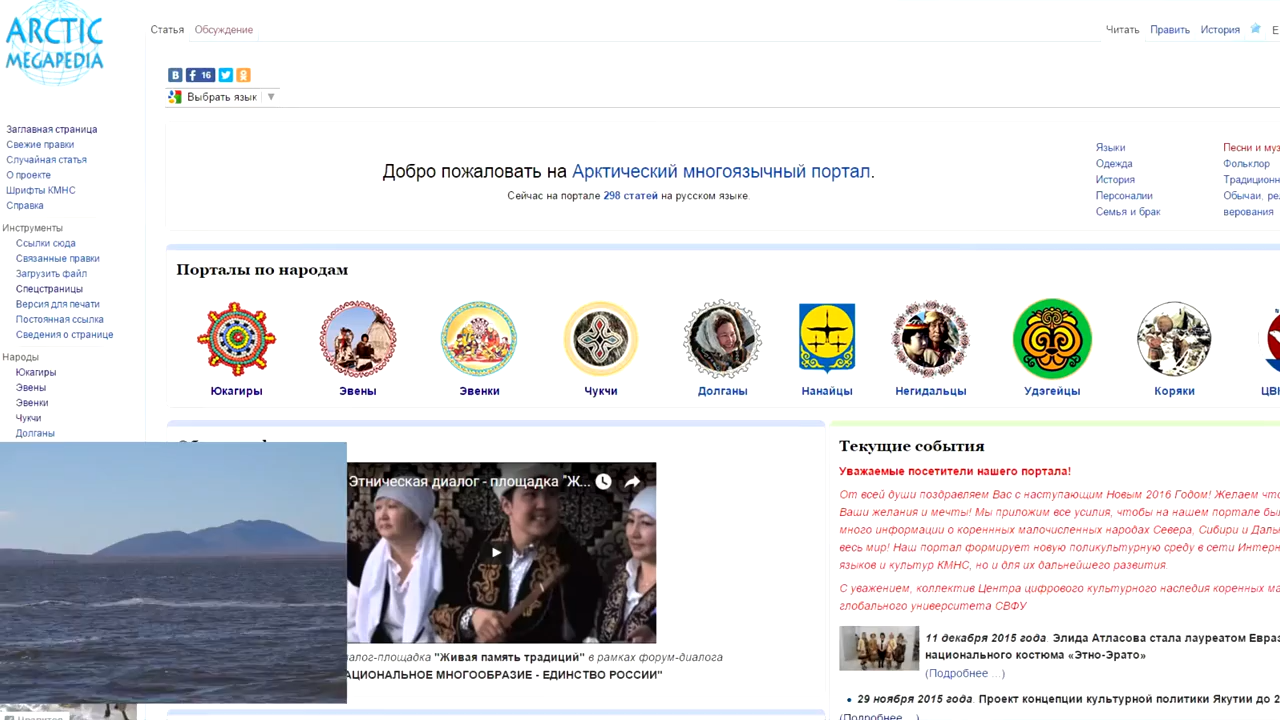 ARCTIC
MEGAPEDIA
Статья Обсуждение
Читать Править История
16
Выбрать язык
Заглавная страница
Свежие правки
Случайная статья
О проекте
Шрифты КМНС
Справка
Инструменты
Ссылки сюда
Связанные правки
Загрузить файл
Спецстраницы
Версия для печати
Постоянная ссылка
Сведения о странице
Народы
Юкагиры
Эвены
Эвенки
Чукчи
Долганы
Добро пожаловать на Арктический многоязычный портал.
Сейчас на портале 298 статей на русском языке.
Языки
Одежда
История
Персоналии
Семья и брак
Песни и муз
Фольклор
Традиционн
Обычаи, ре
верования
Порталы по народам
Юкагиры Эвены Эвенки Чукчи Долганы Нанайцы Негидальцы Удэгейцы Коряки
Этническая диалог - площадка "Ж...
алог-площадка "Живая память традиций" в рамках форум-диалога
АЦИОНАЛЬНОЕ МНОГООБРАЗИЕ - ЕДИНСТВО РОССИИ"
Текущие события
Уважаемые посетители нашего портала!
От всей души поздравляем Вас с наступающим Новым 2016 Годом! Желаем что
Ваши желания и мечты! Мы приложим все усилия, чтобы на нашем портале бы
много информации о кореннных малочисленных народах Севера, Сибири и Даль
весь мир! Наш портал формирует новую поликультурную среду в сети Интерн
языков и культур КМНС, но и для их дальнейшего развития.
С уважением, коллектив Центра цифрового культурного наследия коренных ма
глобального университета СВФУ
11 декабря 2015 года. Элида Атласова стала лауреатом Евраз
национального костюма «Этно-Эрато»
(Подробнее ...)
29 ноября 2015 года. Проект концепции культурной политики Якутии до 2
(Подробнее ...)